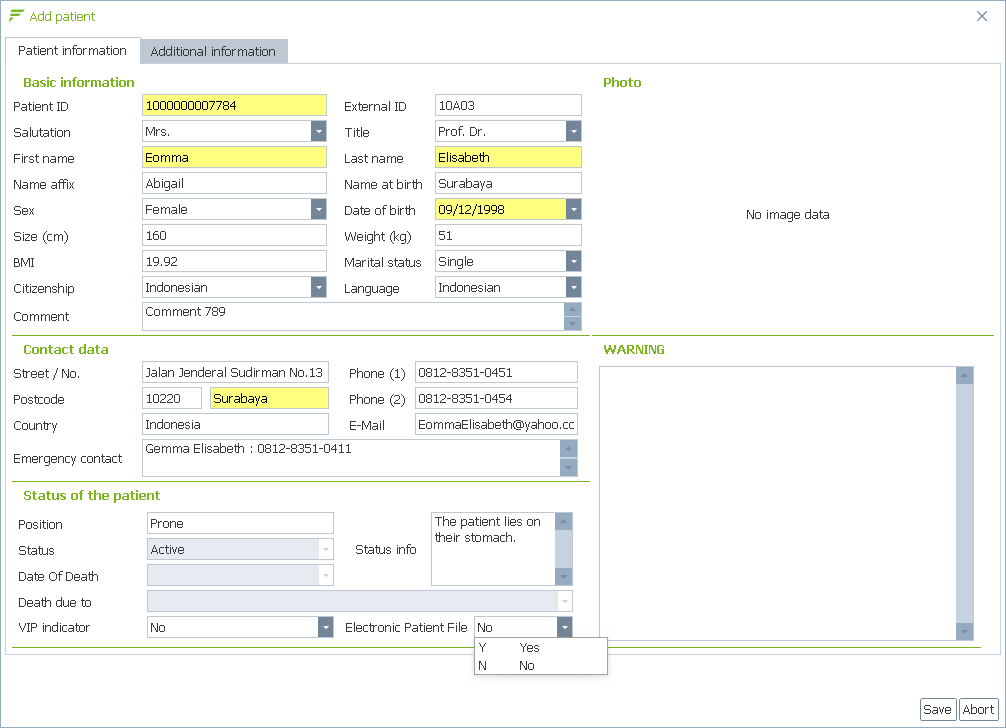 Add patient
Patient information Additional information
Basic information Photo
Patient ID 1000000007784 External ID 10A03
Salutation Mrs. Title Prof. Dr.
First name Eomma Last name Elisabeth
Name affix Abigail Name at birth Surabaya
Sex Female Date of birth 09/12/1998
No image data
Size (cm) 160 Weight (kg) 51
BMI 19.92 Marital status Single
Citizenship Indonesian Language Indonesian
Comment Comment 789
Contact data WARNING
Street / No. Jalan Jenderal Sudirman No.13 Phone (1) 0812-8351-0451
Postcode 10220 Surabaya Phone (2) 0812-8351-0454
Country Indonesia E-Mail EommaElisabeth@yahoo.cc
Emergency contact Gemma Elisabeth : 0812-8351-0411
Status of the patient
Position Prone
Status Active Status info The patient lies on
their stomach.
Date Of Death
Death due to
VIP indicator No Electronic Patient File No
Y Yes
N No
Save Abort